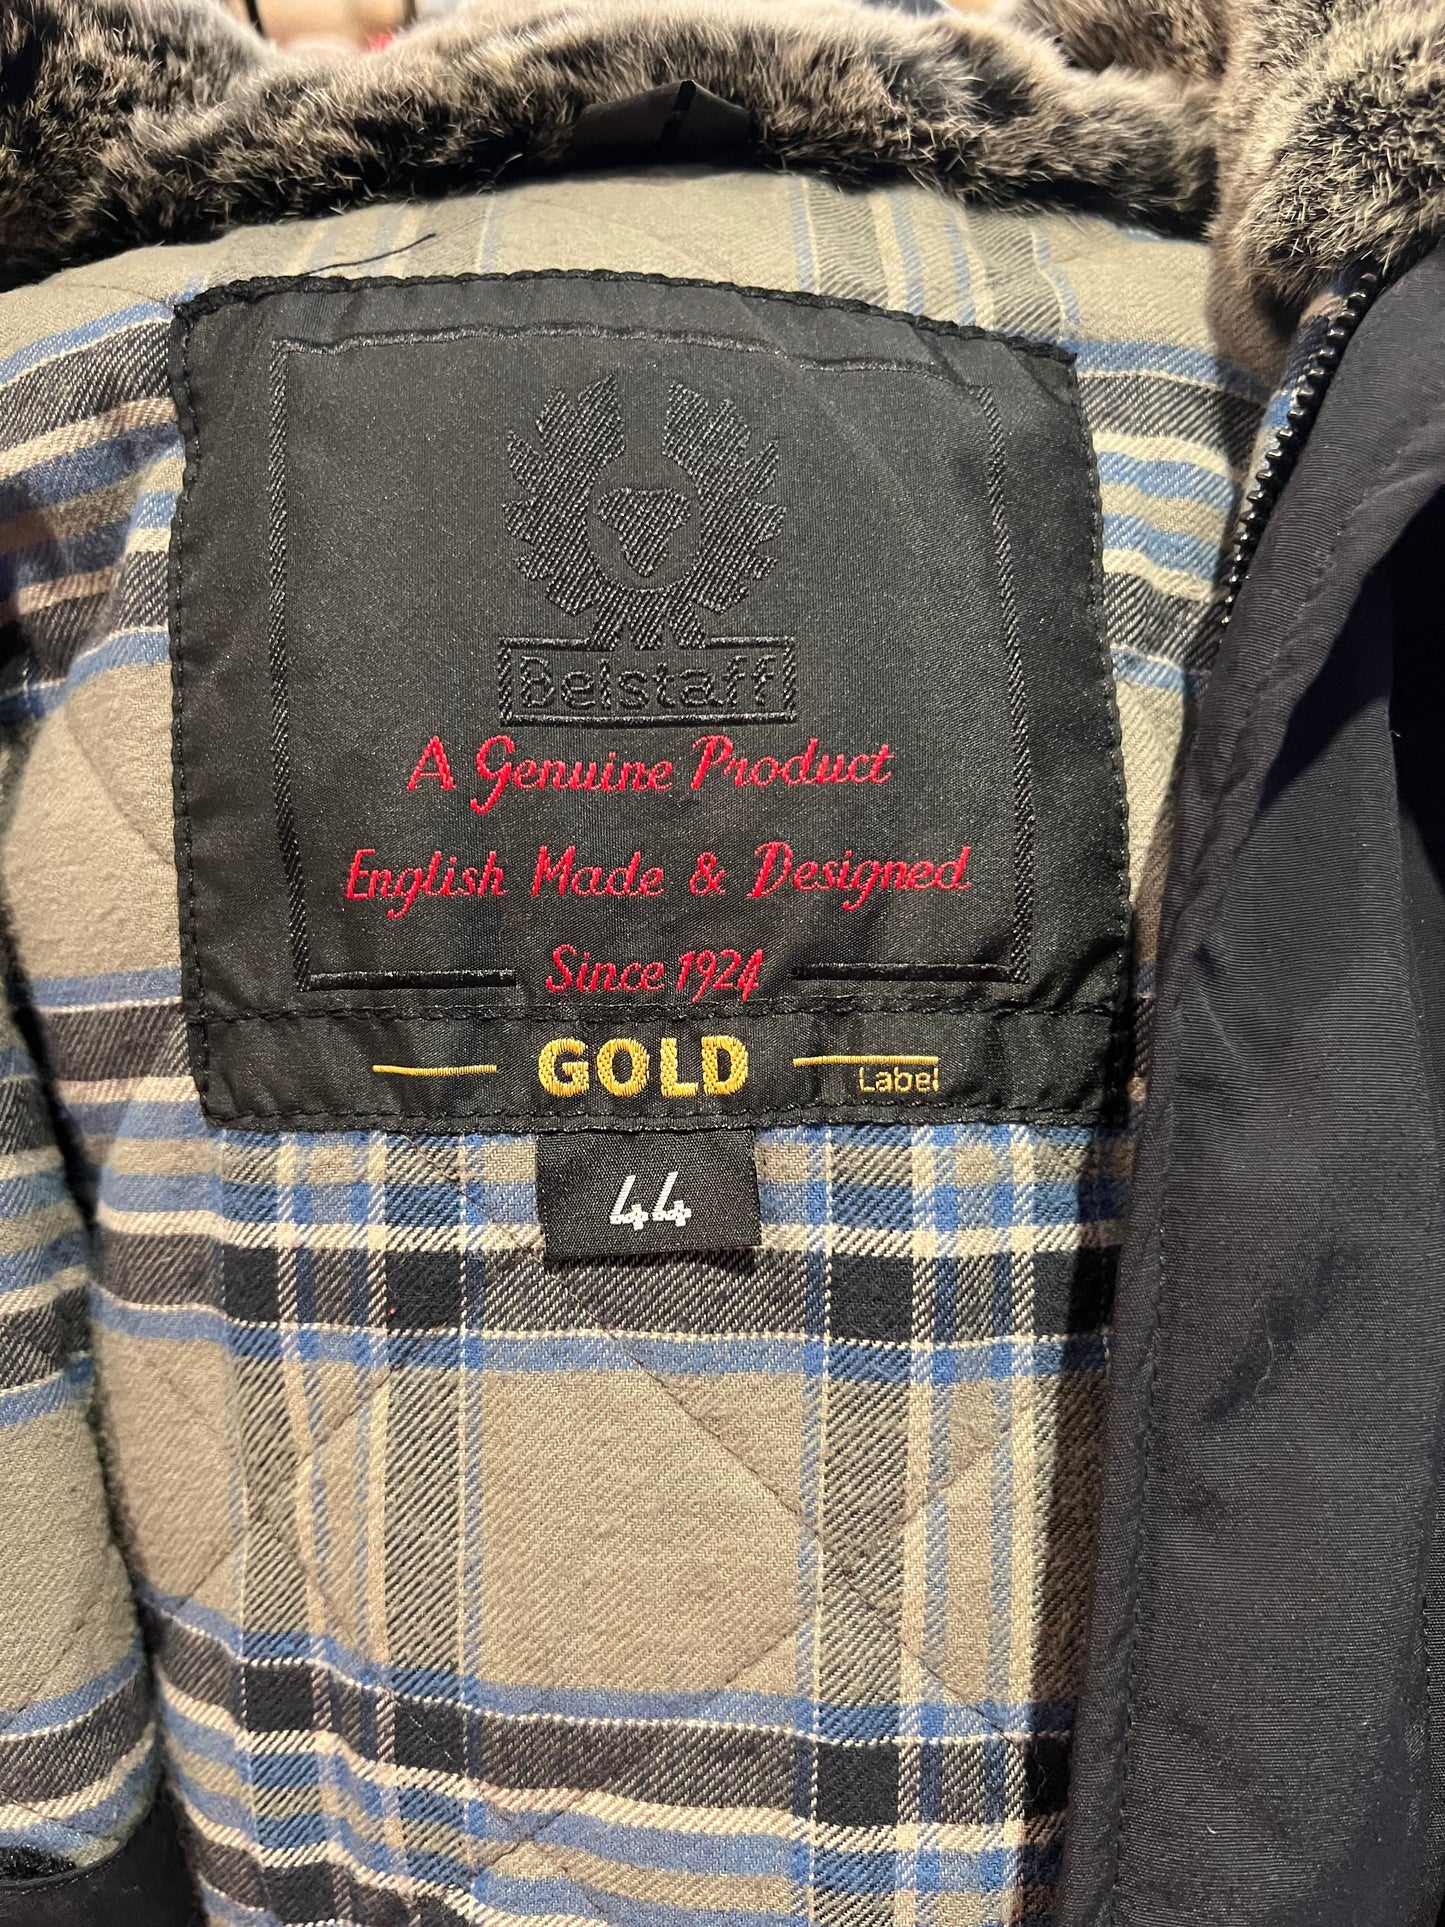 Belstaff
A Genuine Product
English Made & Designed
Since 1924
GOLD
Label
44